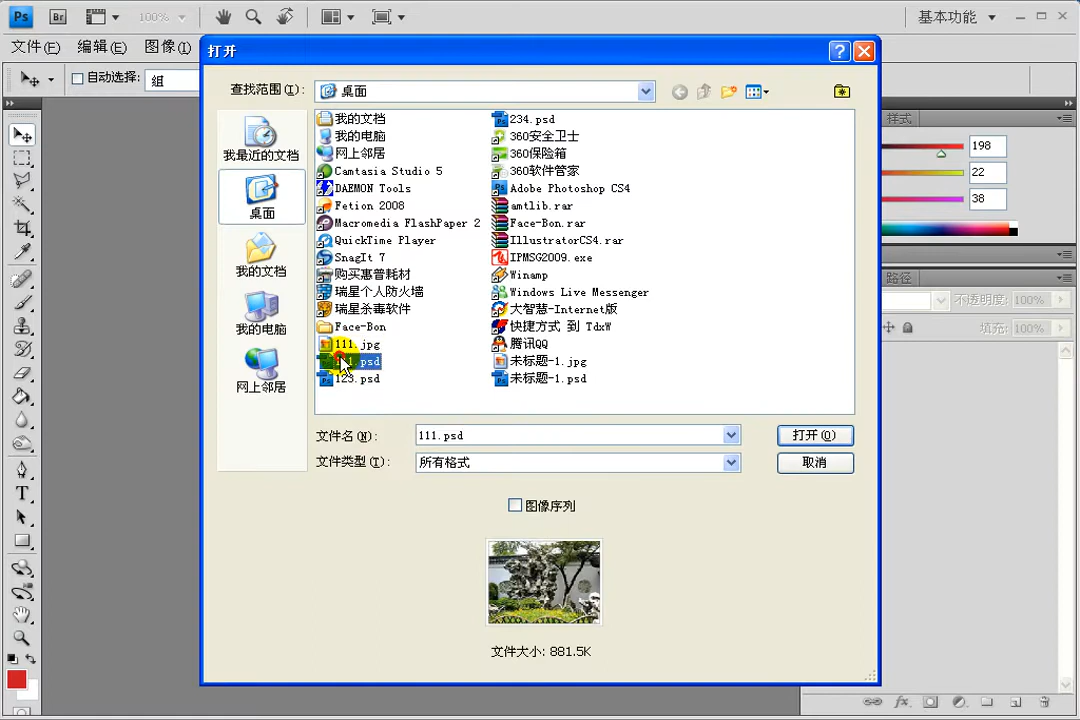 Ps Br 100% 基本功能
文件(F) 编辑(E) 图像(I)
自动选择: 组
打开
查找范围(I): 桌面
我最近的文档
桌面
我的文档
我的电脑
网上邻居
我的文档
我的电脑
网上邻居
Camtasia Studio 5
DAEMON Tools
Fetion 2008
Macromedia FlashPaper 2
QuickTime Player
SnagIt 7
购买惠普耗材
瑞星个人防火墙
瑞星杀毒软件
Face-Bon
111.jpg
.psd
123.psd
234.psd
360安全卫士
360保险箱
360软件管家
Adobe Photoshop CS4
amtlib.rar
Face-Bon.rar
IllustratorCS4.rar
IPMSG2009.exe
Winamp
Windows Live Messenger
大智慧-Internet版
快捷方式 到 TdxW
腾讯QQ
未标题-1.jpg
未标题-1.psd
文件名(N): 111.psd 打开(O)
文件类型(T): 所有格式 取消
图像序列
文件大小: 881.5K
样式
198
22
38
路径
不透明度: 100%
填充: 100%